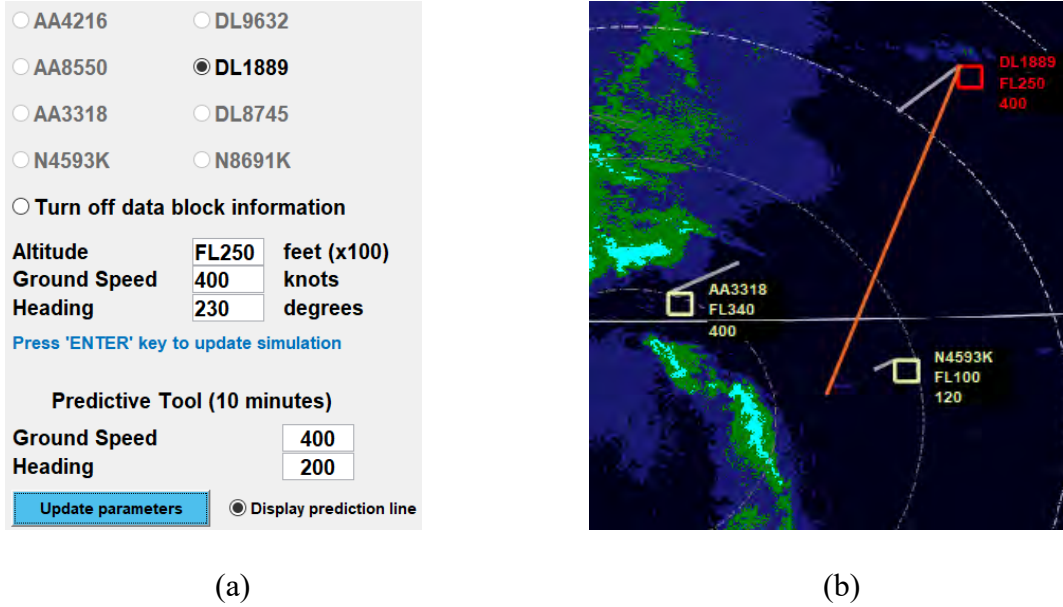 AA4216 DL9632
AA8550 DL1889
AA3318 DL8745
N4593K N8691K
Turn off data block information
Altitude FL250 feet (x100)
Ground Speed 400 knots
Heading 230 degrees
Press 'ENTER' key to update simulation
Predictive Tool (10 minutes)
Ground Speed 400
Heading 200
Update parameters Display prediction line
(a)
DL1889
FL250
400
AA3318
FL340
400
N4593K
FL100
120
(b)